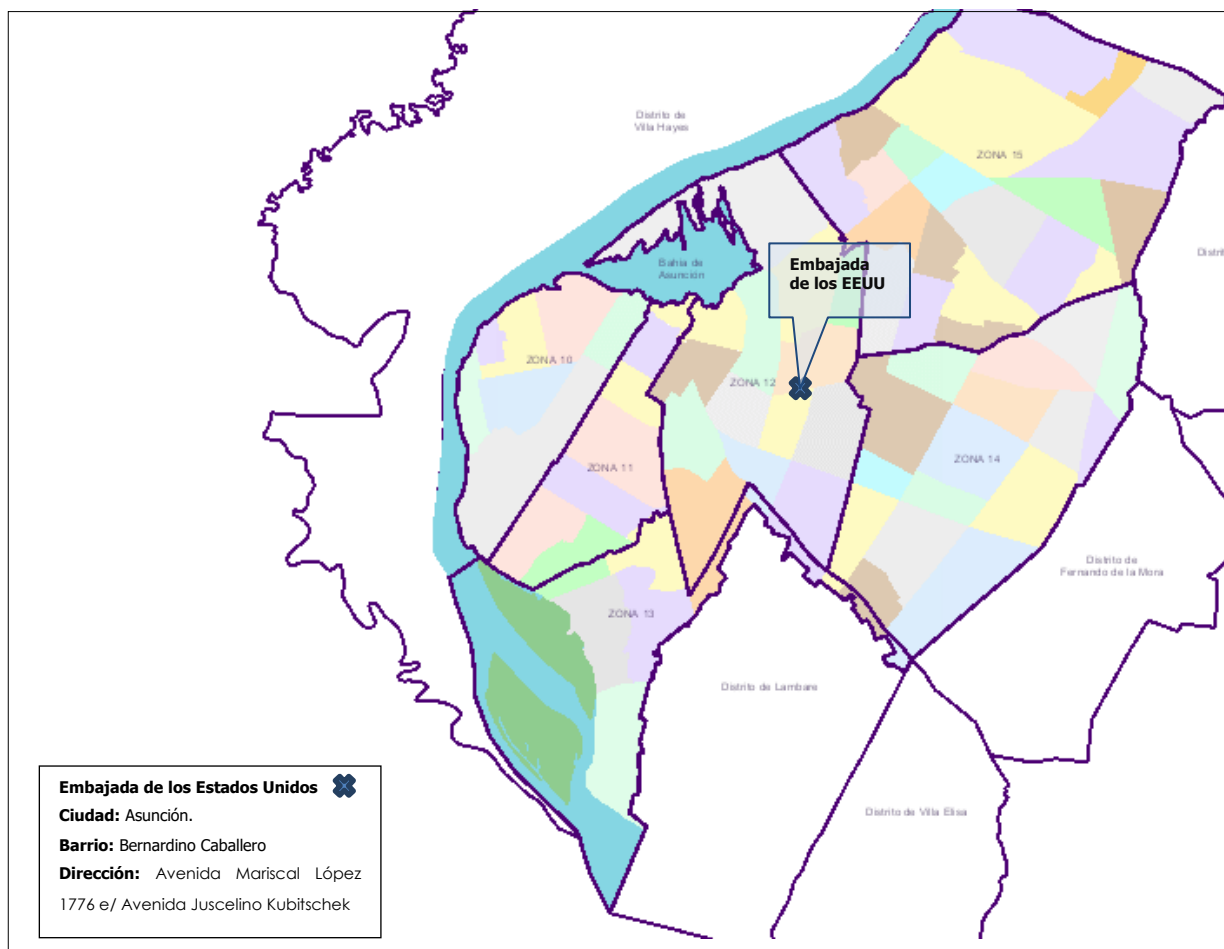 Distrito de
Villa Hayes
ZONA 15
Bahia de
Asunción
Embajada
de los EEUU
ZONA 10
ZONA 12
ZONA 11
ZONA 14
Distrito de
Fernando de la Mora
ZONA 13
Distrito de Lambare
Distrito de Villa Elisa
Embajada de los Estados Unidos
Ciudad: Asunción.
Barrio: Bernardino Caballero
Dirección: Avenida Mariscal López
1776 e/ Avenida Juscelino Kubitschek